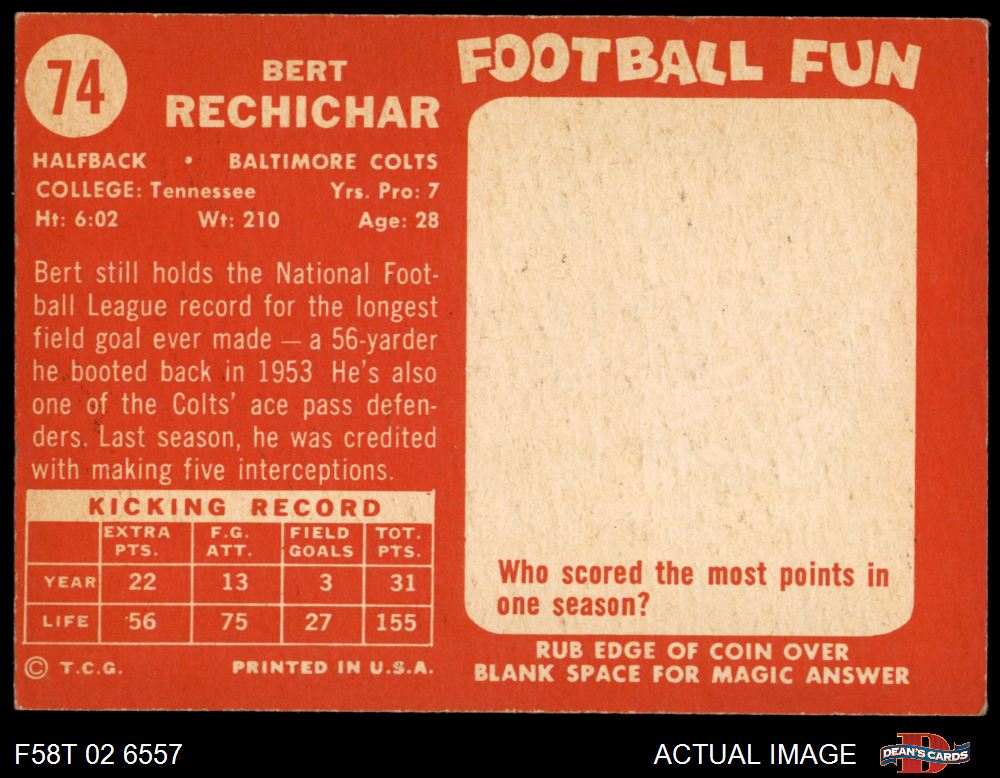 74
BERT
RECHICHAR
HALFBACK • BALTIMORE COLTS
COLLEGE: Tennessee Yrs. Pro: 7
Ht: 6:02 Wt: 210 Age: 28
Bert still holds the National Foot-
ball League record for the longest
field goal ever made — a 56-yarder
he booted back in 1953 He's also
one of the Colts' ace pass defen-
ders. Last season, he was credited
with making five interceptions.
KICKING RECORD
EXTRA PTS. F.G. ATT. FIELD GOALS TOT. PTS.
YEAR 22 13 3 31
LIFE 56 75 27 155
© T.C.G. PRINTED IN U.S.A.
FOOTBALL FUN
Who scored the most points in
one season?
RUB EDGE OF COIN OVER
BLANK SPACE FOR MAGIC ANSWER
F58T 02 6557
ACTUAL IMAGE
DEAN'S CARDS